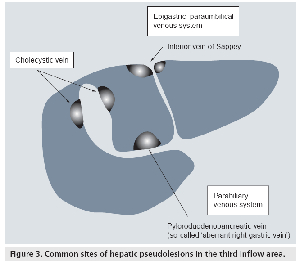 Epigastric paraumbilical
venous system
Inferior vein of Sappey
Cholecystic vein
Parabiliary
venous system
Pyloroduodenopancreatic vein
(so called 'aberrant right gastric vein')
Figure 3. Common sites of hepatic pseudolesions in the third inflow area.